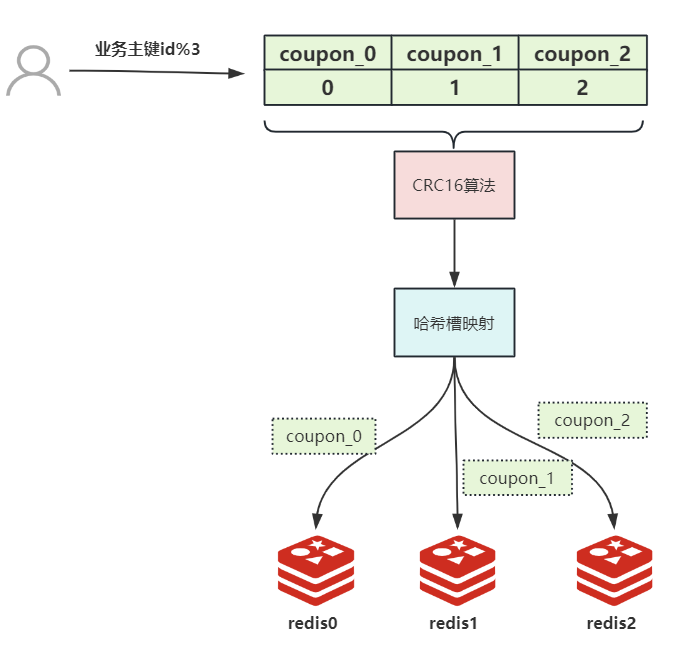 业务主键id%3
coupon_0 coupon_1 coupon_2
0 1 2
CRC16算法
哈希槽映射
coupon_0
coupon_2
coupon_1
redis0 redis1 redis2